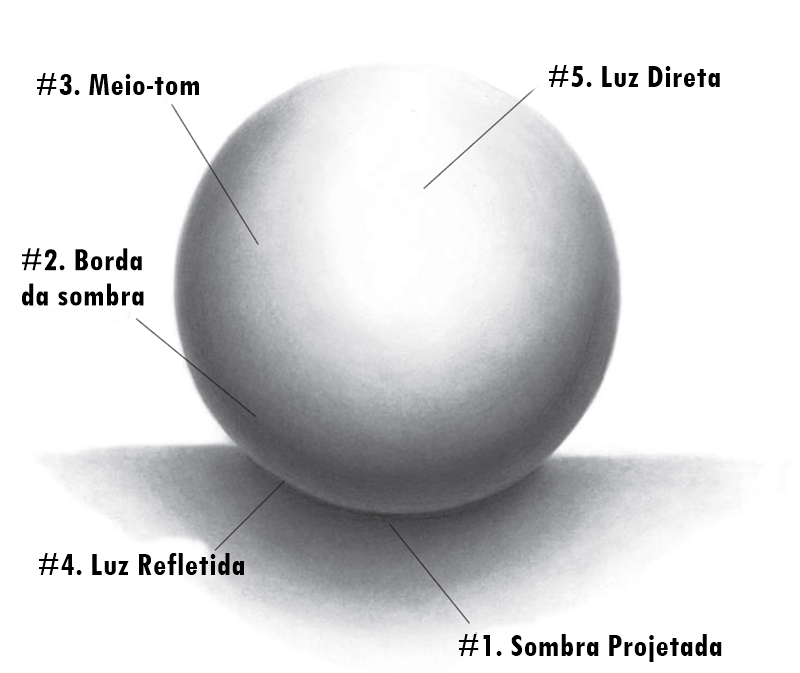 #3. Meio-tom
#5. Luz Direta
#2. Borda
da sombra
#4. Luz Refletida
#1. Sombra Projetada